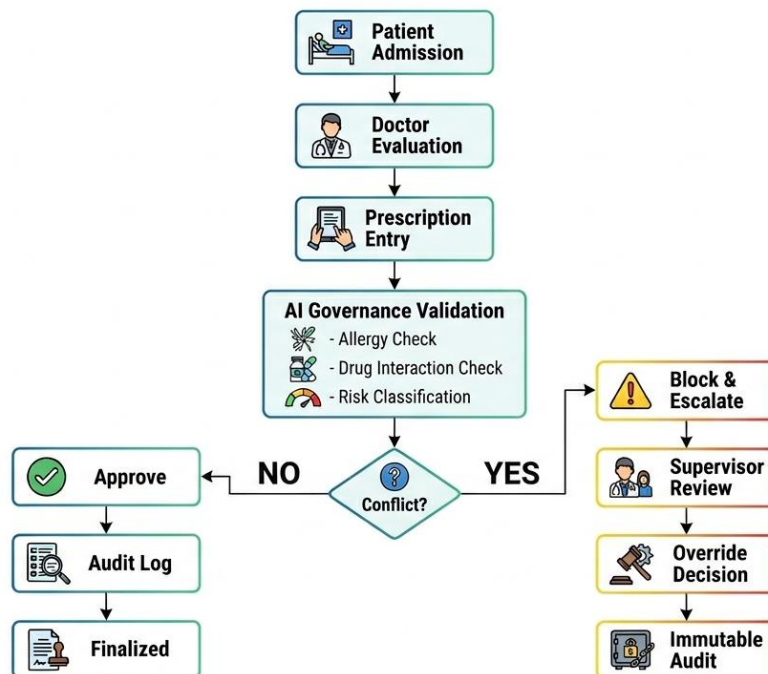 Patient
Admission
Doctor
Evaluation
Prescription
Entry
AI Governance Validation
- Allergy Check
- Drug Interaction Check
- Risk Classification
Conflict?
NO
YES
Approve
Audit Log
Finalized
Block &
Escalate
Supervisor
Review
Override
Decision
Immutable
Audit